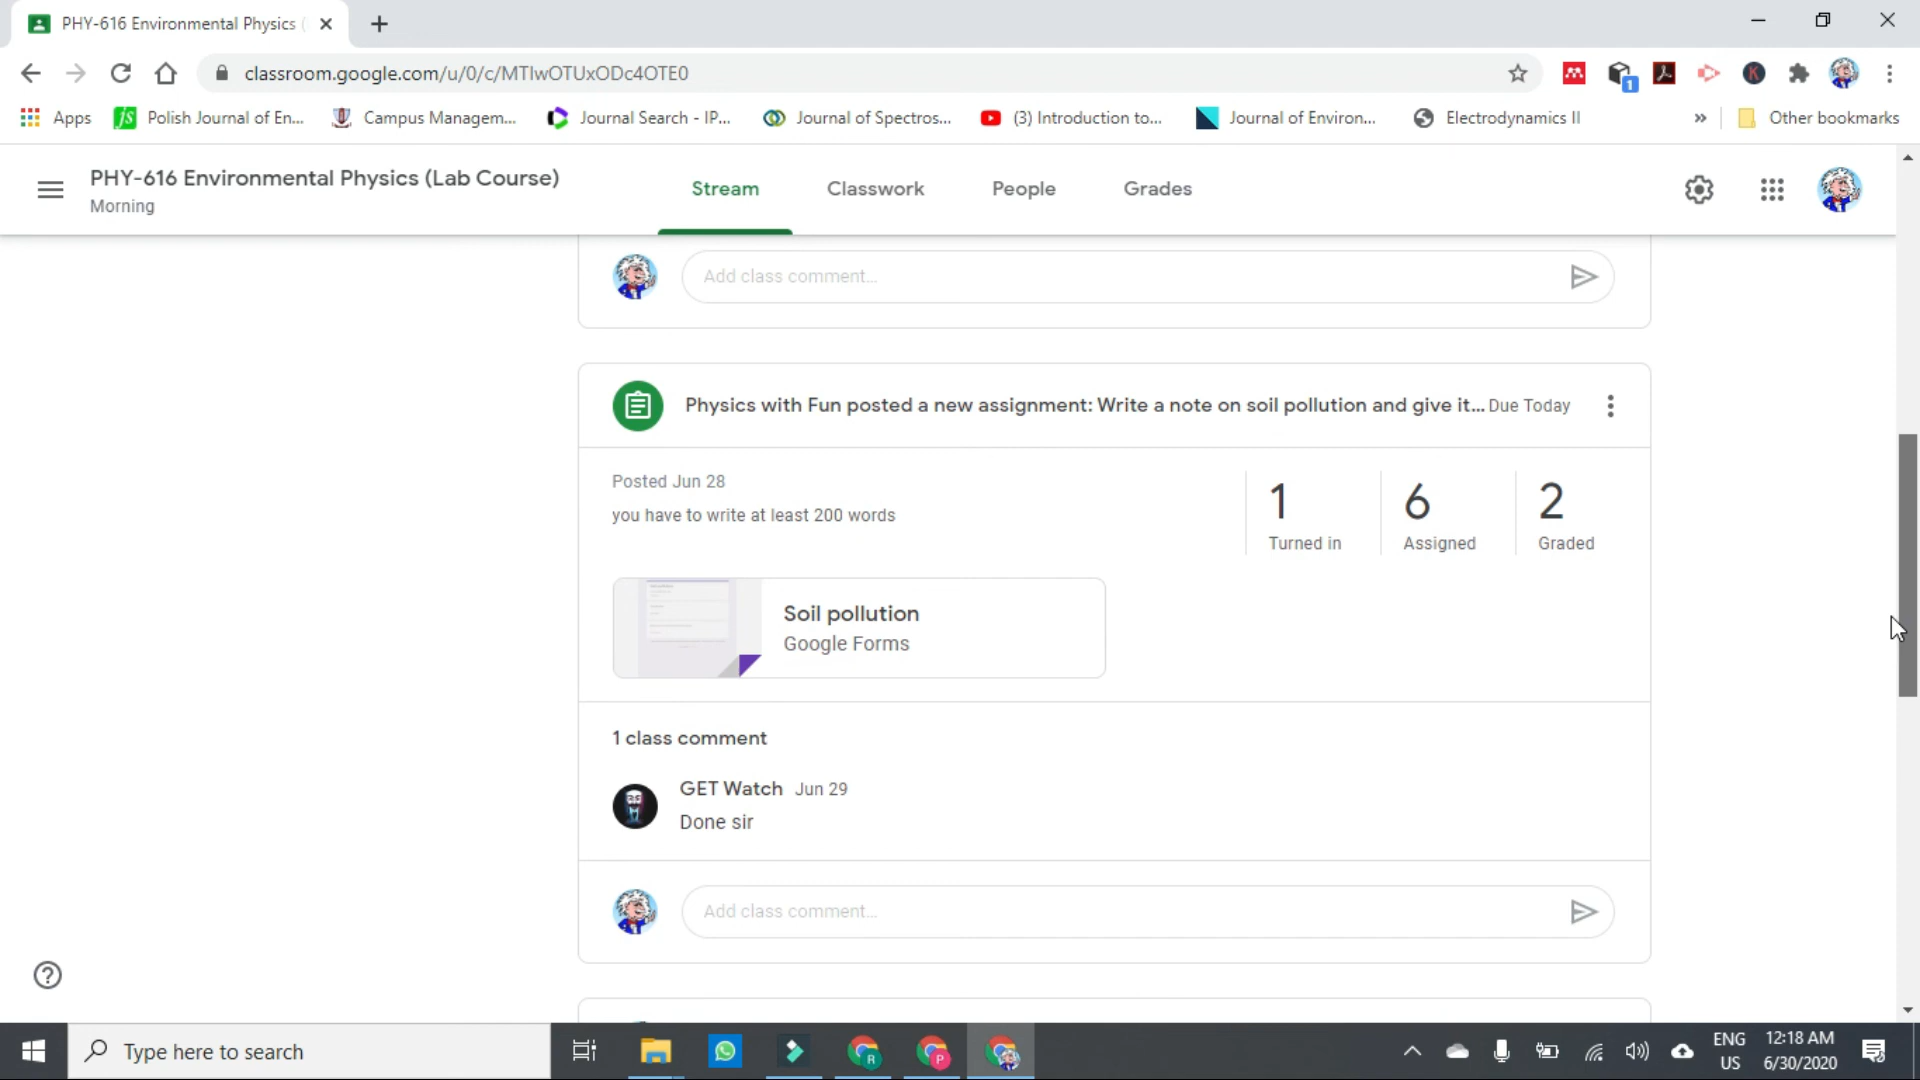 PHY-616 Environmental Physics (
classroom.google.com/u/0/c/MTIwOTUxODc4OTE0
1
Apps
Polish Journal of En...
Campus Managem...
Journal Search - IP...
Journal of Spectros...
(3) Introduction to...
Journal of Environ...
Electrodynamics II
Other bookmarks
PHY-616 Environmental Physics (Lab Course)
Morning
Stream
Classwork
People
Grades
Add class comment...
Physics with Fun posted a new assignment: Write a note on soil pollution and give it... Due Today
Posted Jun 28
you have to write at least 200 words
1
Turned in
6
Assigned
2
Graded
Soil pollution
Google Forms
1 class comment
GET Watch Jun 29
Done sir
Add class comment...
Type here to search
R
P
ENG
US
12:18 AM
6/30/2020